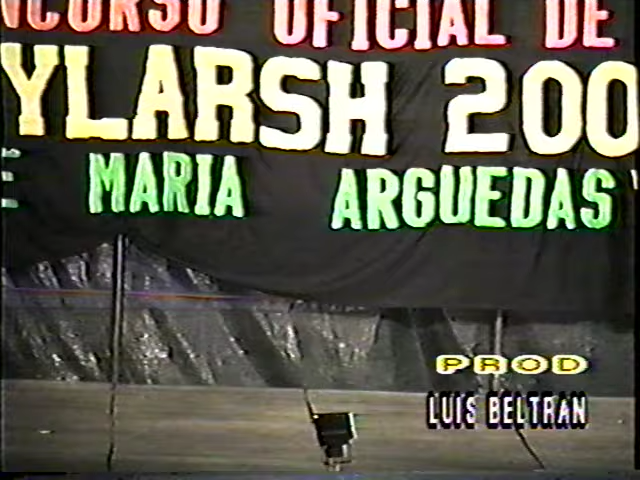 NCURSO OFICIAL DE
YLARSH 200
MARIA ARGUEDAS"
PROD
LUIS BELTRAN